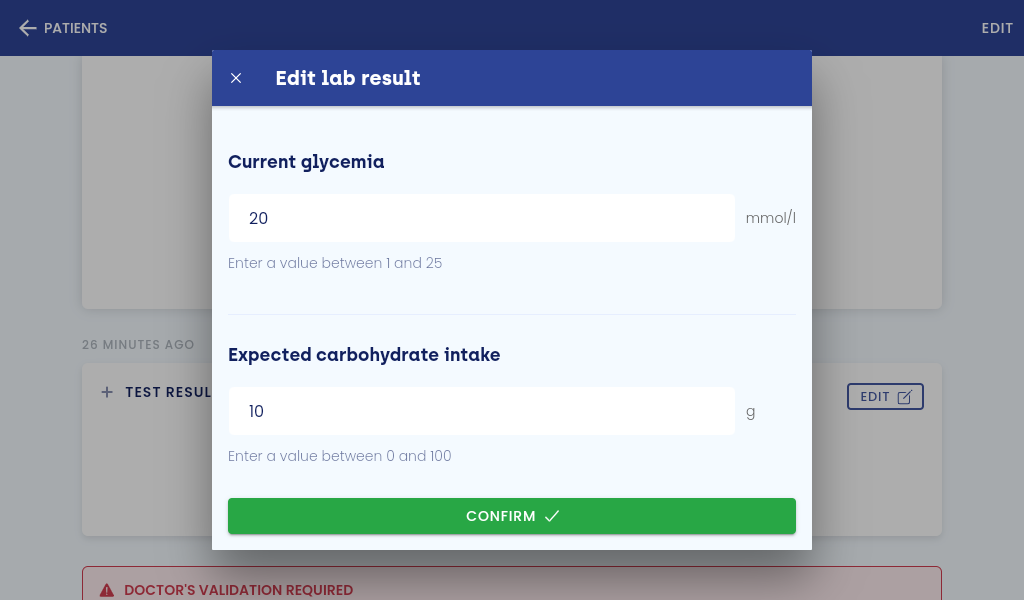 PATIENTS
EDIT
Edit lab result
Current glycemia
20
mmol/l
Enter a value between 1 and 25
26 MINUTES AGO
Expected carbohydrate intake
TEST RESUL
EDIT
10
g
Enter a value between 0 and 100
CONFIRM
DOCTOR'S VALIDATION REQUIRED